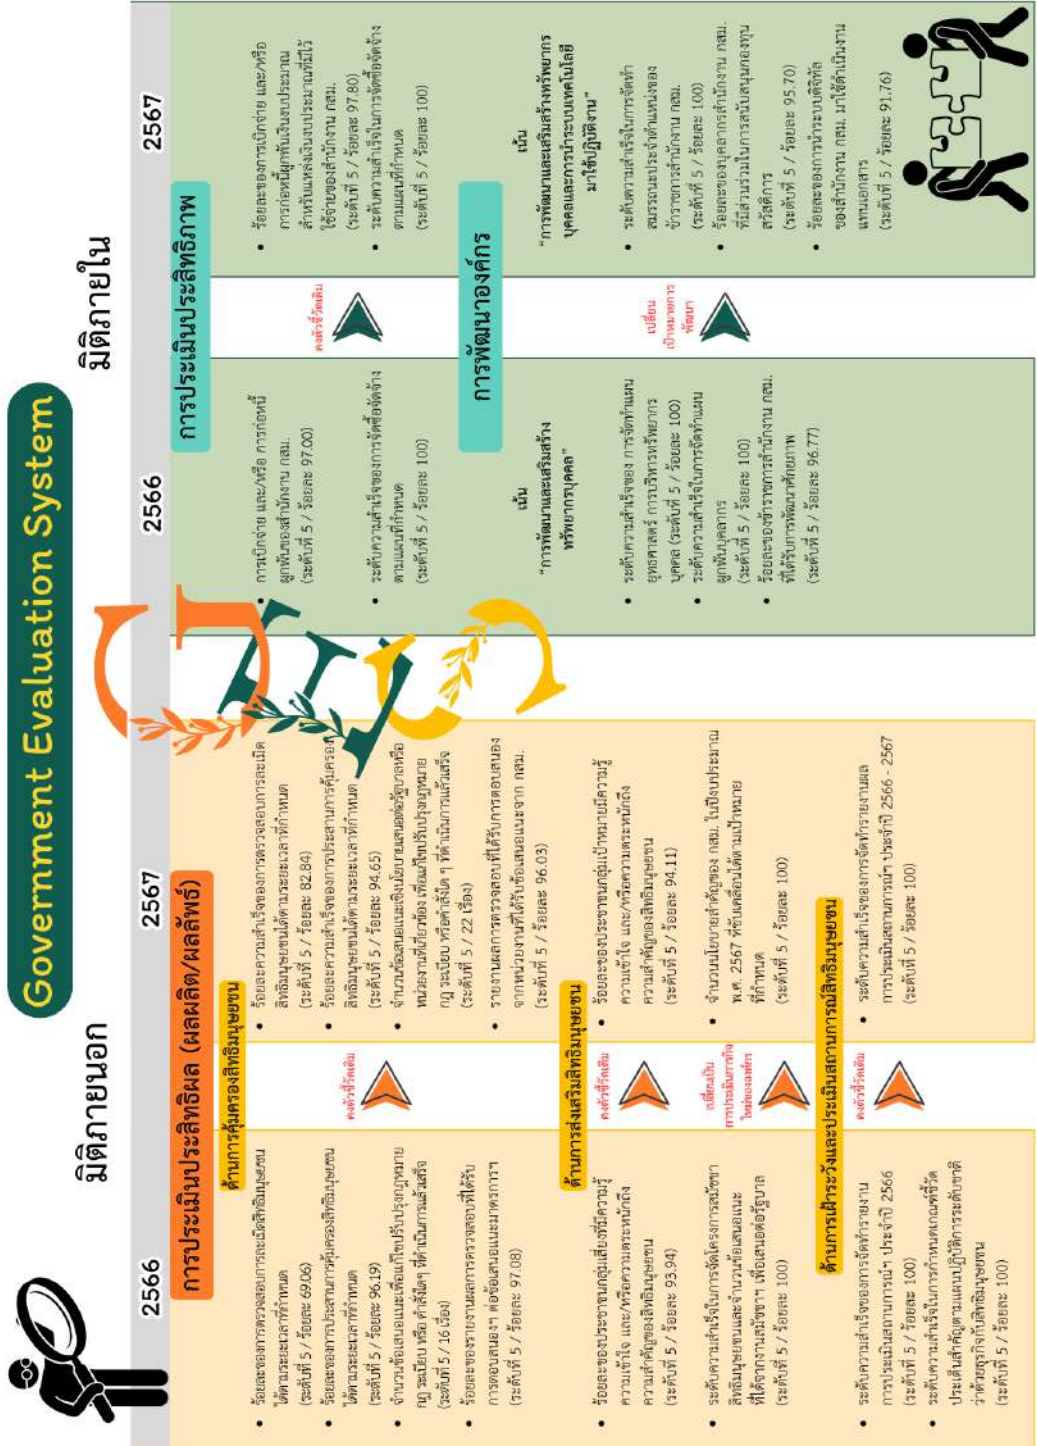 Government Evaluation System
มิติภายนอก
2566
2567
การประเมินประสิทธิผล (ผลผลิต/ผลลัพธ์)
ด้านการคุ้มครองสิทธิมนุษยชน
• ร้อยละของการตรวจสอบการละเมิดสิทธิมนุษยชน
ได้ตามระยะเวลาที่กำหนด
(ระดับที่ 5 / ร้อยละ 69.06)
• ร้อยละของการประสานการคุ้มครองสิทธิมนุษยชน
ได้ตามระยะเวลาที่กำหนด
(ระดับที่ 5 / ร้อยละ 96.19)
• จำนวนข้อเสนอแนะเพื่อแก้ไขปรับปรุงกฎหมาย
กฎ ระเบียบ หรือ คำสั่งใดๆ ที่ดำเนินการแล้วเสร็จ
(ระดับที่ 5 / 16 เรื่อง)
• ร้อยละของรายงานผลการตรวจสอบที่ได้รับ
การตอบสนองฯ ต่อข้อเสนอแนะมาตรการฯ
(ระดับที่ 5 / ร้อยละ 97.08)
คงตัวชี้วัดเดิม
• ร้อยละความสำเร็จของการตรวจสอบการละเมิด
สิทธิมนุษยชนได้ตามระยะเวลาที่กำหนด
(ระดับที่ 5 / ร้อยละ 82.84)
• ร้อยละความสำเร็จของการประสานการคุ้มครอง
สิทธิมนุษยชนได้ตามระยะเวลาที่กำหนด
(ระดับที่ 5 / ร้อยละ 94.65)
• จำนวนข้อเสนอแนะเชิงนโยบายเสนอต่อรัฐบาลหรือ
หน่วยงานที่เกี่ยวข้อง เพื่อแก้ไขปรับปรุงกฎหมาย
กฎ ระเบียบ หรือคำสั่งใด ๆ ที่ดำเนินการแล้วเสร็จ
(ระดับที่ 5 / 22 เรื่อง)
• รายงานผลการตรวจสอบที่ได้รับการตอบสนอง
จากหน่วยงานที่ได้รับข้อเสนอแนะจาก กสม.
(ระดับที่ 5 / ร้อยละ 96.03)
ด้านการส่งเสริมสิทธิมนุษยชน
• ร้อยละของประชาชนกลุ่มเสี่ยงที่มีความรู้
ความเข้าใจ และ/หรือความตระหนักถึง
ความสำคัญของสิทธิมนุษยชน
(ระดับที่ 5 / ร้อยละ 93.94)
• ระดับความสำเร็จในการจัดโครงการสมัชชา
สิทธิมนุษยชนและจำนวนข้อเสนอแนะ
ที่ได้จากงานสมัชชาฯ เพื่อเสนอต่อรัฐบาล
(ระดับที่ 5 / ร้อยละ 100)
คงตัวชี้วัดเดิม
เปลี่ยนเป็น
การประเมินภารกิจ
ใหม่ขององค์กร
• ร้อยละของประชาชนกลุ่มเป้าหมายมีความรู้
ความเข้าใจ และ/หรือความตระหนักถึง
ความสำคัญของสิทธิมนุษยชน
(ระดับที่ 5 / ร้อยละ 94.11)
• จำนวนนโยบายสำคัญของ กสม. ในปีงบประมาณ
พ.ศ. 2567 ที่ขับเคลื่อนได้ตามเป้าหมาย
ที่กำหนด
(ระดับที่ 5 / ร้อยละ 100)
ด้านการเฝ้าระวังและประเมินสถานการณ์สิทธิมนุษยชน
• ระดับความสำเร็จของการจัดทำรายงาน
การประเมินสถานการณ์ฯ ประจำปี 2566
(ระดับที่ 5 / ร้อยละ 100)
• ระดับความสำเร็จในการกำหนดเกณฑ์ชี้วัด
ประเด็นสำคัญตามแผนปฏิบัติการระดับชาติ
ว่าด้วยธุรกิจกับสิทธิมนุษยชน
(ระดับที่ 5 / ร้อยละ 100)
คงตัวชี้วัดเดิม
• ระดับความสำเร็จของการจัดทำรายงานผล
การประเมินสถานการณ์ฯ ประจำปี 2566 - 2567
(ระดับที่ 5 / ร้อยละ 100)
มิติภายใน
2566
2567
การประเมินประสิทธิภาพ
• การเบิกจ่าย และ/หรือ การก่อหนี้
ผูกพันของสำนักงาน กสม.
(ระดับที่ 5 / ร้อยละ 97.00)
• ระดับความสำเร็จของการจัดซื้อจัดจ้าง
ตามแผนที่กำหนด
(ระดับที่ 5 / ร้อยละ 100)
คงตัวชี้วัดเดิม
• ร้อยละของการเบิกจ่าย และ/หรือ
การก่อหนี้ผูกพันเงินงบประมาณ
สำหรับแหล่งเงินงบประมาณที่มีไว้
ใช้จ่ายของสำนักงาน กสม.
(ระดับที่ 5 / ร้อยละ 97.80)
• ระดับความสำเร็จในการจัดซื้อจัดจ้าง
ตามแผนที่กำหนด
(ระดับที่ 5 / ร้อยละ 100)
การพัฒนาองค์กร
เน้น
"การพัฒนาและเสริมสร้าง
ทรัพยากรบุคคล"
• ระดับความสำเร็จของ การจัดทำแผน
ยุทธศาสตร์ การบริหารทรัพยากร
บุคคล (ระดับที่ 5 / ร้อยละ 100)
• ระดับความสำเร็จในการจัดทำแผน
ผูกพันบุคลากร
(ระดับที่ 5 / ร้อยละ 100)
• ร้อยละของข้าราชการสำนักงาน กสม.
ที่ได้รับการพัฒนาศักยภาพ
(ระดับที่ 5 / ร้อยละ 96.77)
เปลี่ยน
เป้าหมายการ
พัฒนา
เน้น
"การพัฒนาและเสริมสร้างทรัพยากร
บุคคลและการนำระบบเทคโนโลยี
มาใช้ปฏิบัติงาน"
• ระดับความสำเร็จในการจัดทำ
สมรรถนะประจำตำแหน่งของ
ข้าราชการสำนักงาน กสม.
(ระดับที่ 5 / ร้อยละ 100)
• ร้อยละของบุคลากรสำนักงาน กสม.
ที่มีส่วนร่วมในการสนับสนุนกองทุน
สวัสดิการ
(ระดับที่ 5 / ร้อยละ 95.70)
• ร้อยละของการนำระบบดิจิทัล
ของสำนักงาน กสม. มาใช้ดำเนินงาน
แทนเอกสาร
(ระดับที่ 5 / ร้อยละ 91.76)